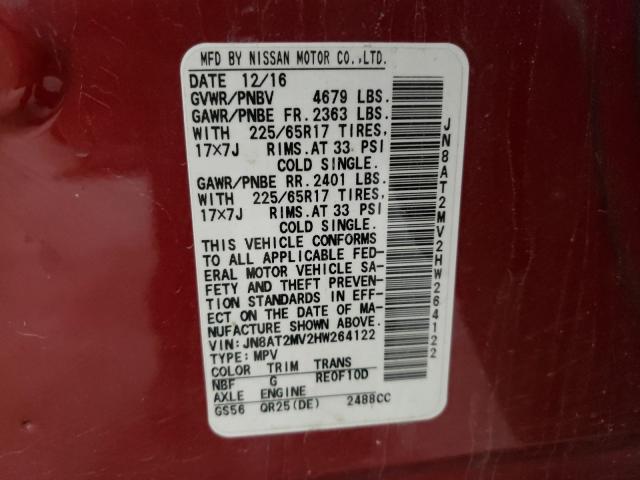 MFD BY NISSAN MOTOR CO.,LTD.
DATE 12/16
GVWR/PNBV 4679 LBS.
GAWR/PNBE FR. 2363 LBS.
WITH 225/65R17 TIRES,
17×7J RIMS.AT 33 PSI
COLD SINGLE.
GAWR/PNBE RR. 2401 LBS.
WITH 225/65R17 TIRES,
17×7J RIMS.AT 33 PSI
COLD SINGLE.
THIS VEHICLE CONFORMS
TO ALL APPLICABLE FED-
ERAL MOTOR VEHICLE SA-
FETY AND THEFT PREVEN-
TION STANDARDS IN EFF-
ECT ON THE DATE OF MA-
NUFACTURE SHOWN ABOVE.
VIN: JN8AT2MV2HW264122
TYPE: MPV
COLOR TRIM TRANS
NBF G RE0F10D
AXLE ENGINE
GS56 QR25(DE) 2488CC
JN8AT2MV2HW264122